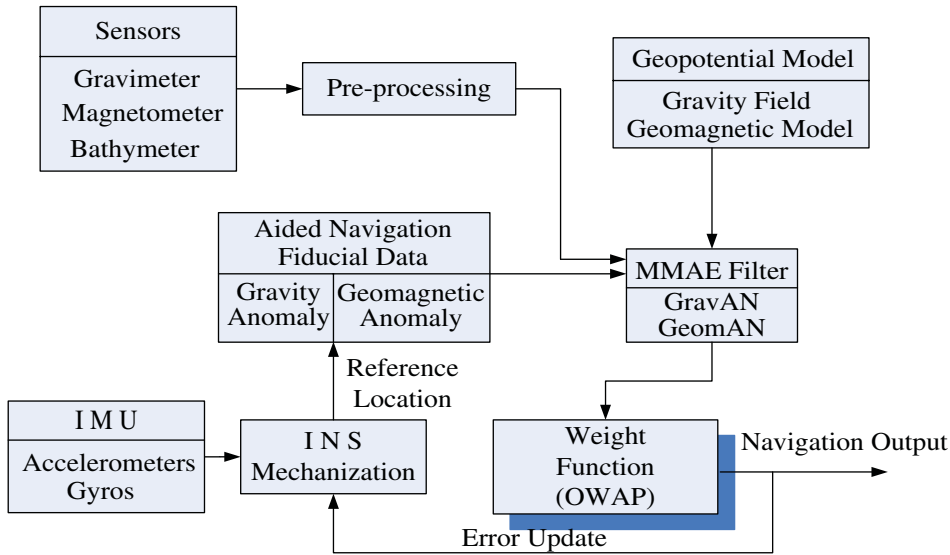 Sensors
Gravimeter
Magnetometer
Bathymeter
Pre-processing
Geopotential Model
Gravity Field
Geomagnetic Model
Aided Navigation
Fiducial Data
Gravity
Anomaly
Geomagnetic
Anomaly
MMAE Filter
GravAN
GeomAN
Reference
Location
I M U
Accelerometers
Gyros
I N S
Mechanization
Weight
Function
(OWAP)
Navigation Output
Error Update